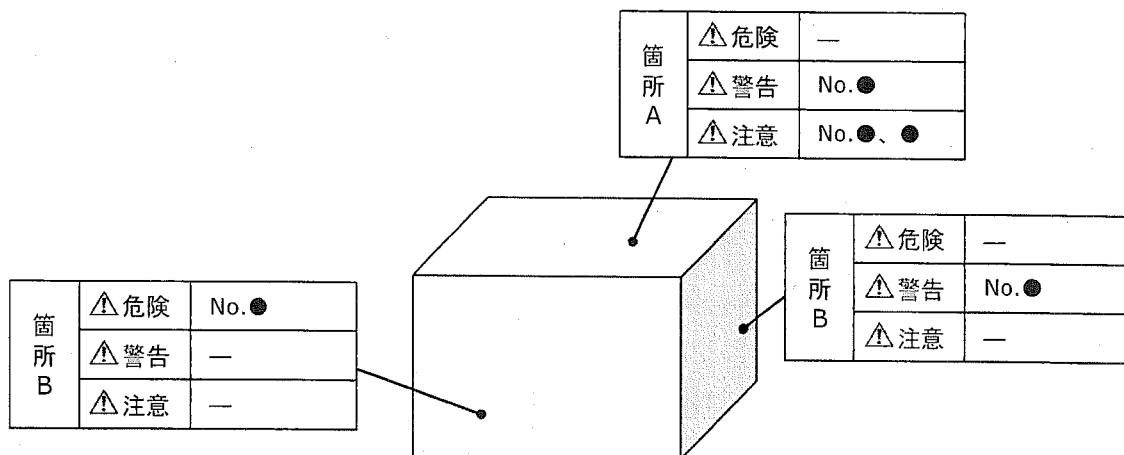 箇所A
⚠危険 —
⚠警告 No.●
⚠注意 No.●、●
箇所B
⚠危険 —
⚠警告 No.●
⚠注意 —
箇所B
⚠危険 No.●
⚠警告 —
⚠注意 —